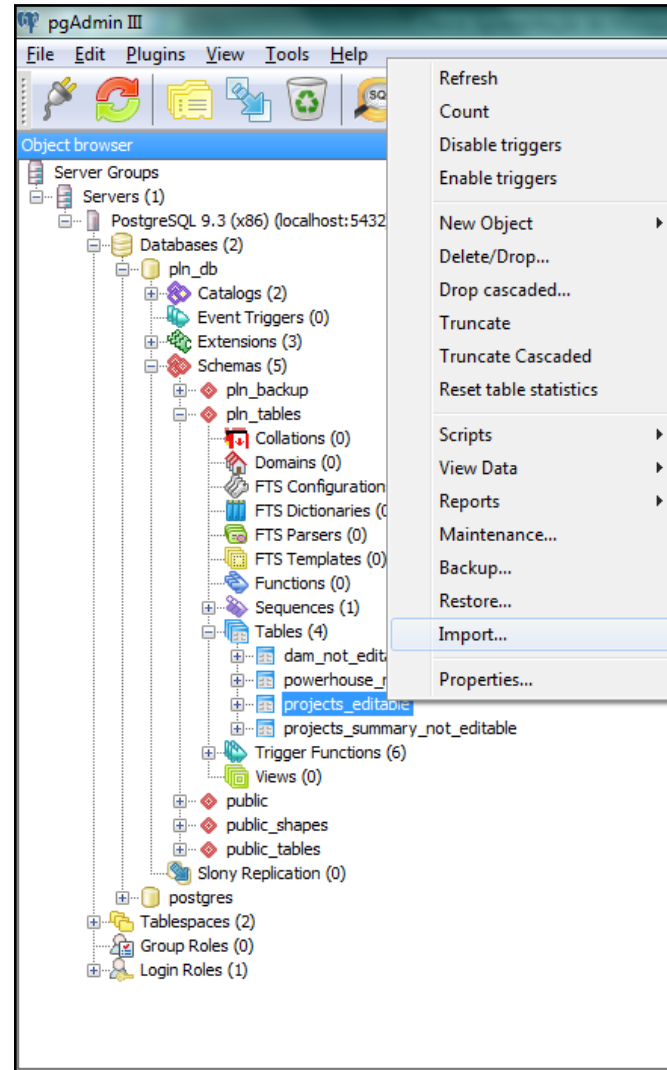 pgAdmin III
File Edit Plugins View Tools Help
SQ
Object browser
Server Groups
Servers (1)
PostgreSQL 9.3 (x86) (localhost:5432
Databases (2)
pln_db
Catalogs (2)
Event Triggers (0)
Extensions (3)
Schemas (5)
pln_backup
pln_tables
Collations (0)
Domains (0)
FTS Configuration
FTS Dictionaries (0
FTS Parsers (0)
FTS Templates (0)
Functions (0)
Sequences (1)
Tables (4)
dam_not_edita
powerhouse_n
projects_editable
projects_summary_not_editable
Trigger Functions (6)
Views (0)
public
public_shapes
public_tables
Slony Replication (0)
postgres
Tablespaces (2)
Group Roles (0)
Login Roles (1)
Refresh
Count
Disable triggers
Enable triggers
New Object
Delete/Drop...
Drop cascaded...
Truncate
Truncate Cascaded
Reset table statistics
Scripts
View Data
Reports
Maintenance...
Backup...
Restore...
Import...
Properties...